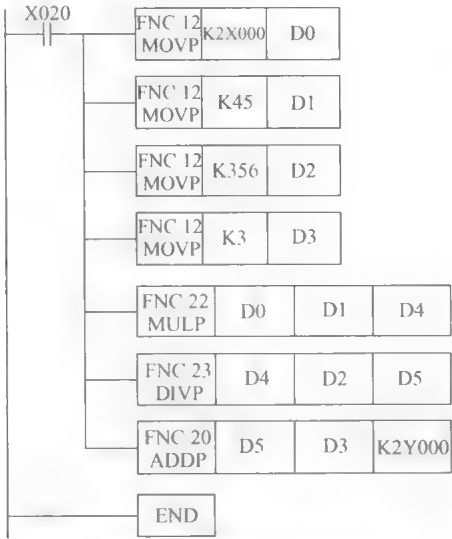 X020
FNC 12 MOVP K2X000 D0
FNC 12 MOVP K45 D1
FNC 12 MOVP K356 D2
FNC 12 MOVP K3 D3
FNC 22 MULP D0 D1 D4
FNC 23 DIVP D4 D2 D5
FNC 20 ADDP D5 D3 K2Y000
END